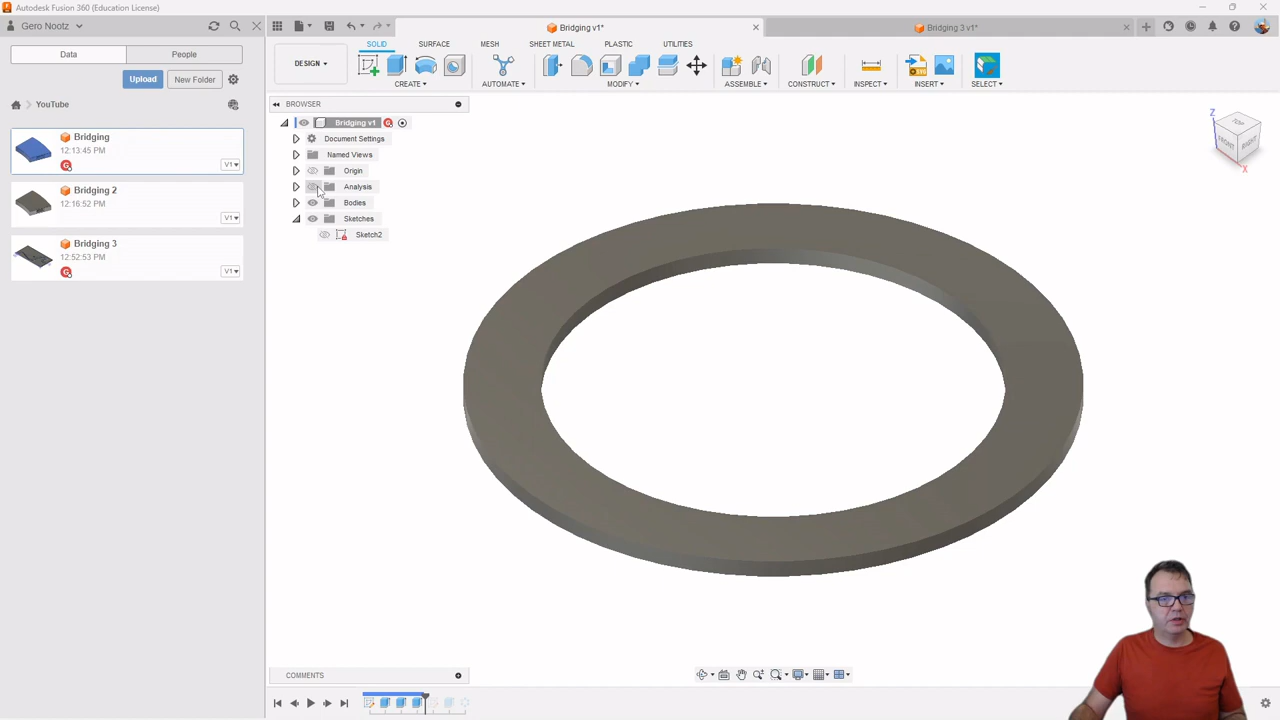 Autodesk Fusion 360 (Education License)
Gero Nootz
Bridging v1*
Bridging 3 v1*
Data
People
Upload
New Folder
YouTube
Bridging
12:13:45 PM
V1
Bridging 2
12:16:52 PM
V1
Bridging 3
12:52:53 PM
V1
SOLID
SURFACE
MESH
SHEET METAL
PLASTIC
UTILITIES
DESIGN
CREATE
AUTOMATE
MODIFY
ASSEMBLE
CONSTRUCT
INSPECT
INSERT
SELECT
BROWSER
Bridging v1
Document Settings
Named Views
Origin
Analysis
Bodies
Sketches
Sketch2
Z
TOP
FRONT
RIGHT
X
COMMENTS